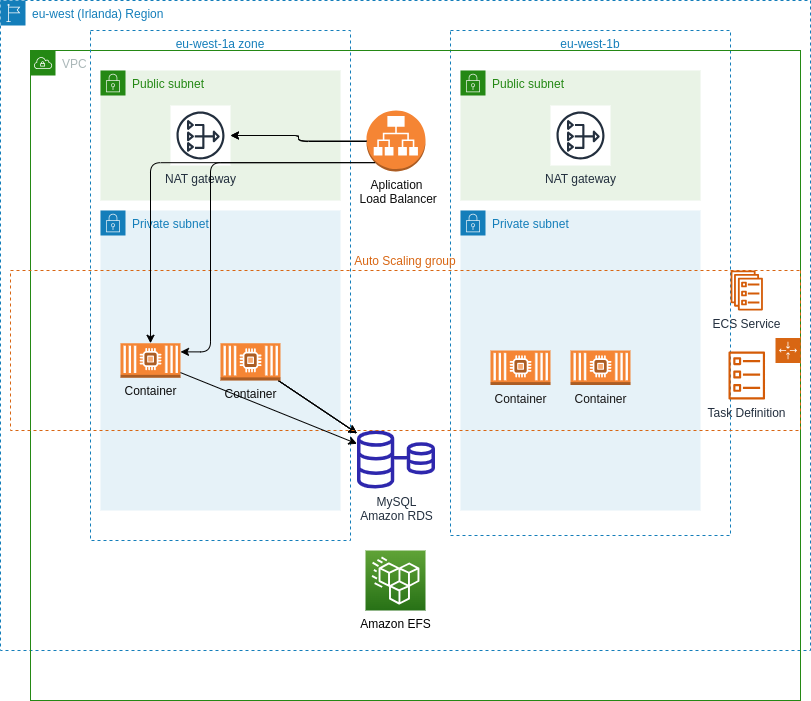 eu-west (Irlanda) Region
eu-west-1a zone
eu-west-1b
VPC
Public subnet
Public subnet
NAT gateway
NAT gateway
Aplication
Load Balancer
Private subnet
Private subnet
Auto Scaling group
ECS Service
Container
Container
Container
Container
Task Definition
MySQL
Amazon RDS
Amazon EFS